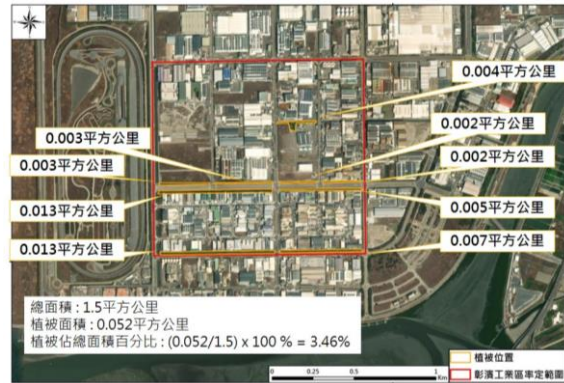 0.004平方公里
0.003平方公里
0.002平方公里
0.003平方公里
0.002平方公里
0.013平方公里
0.005平方公里
0.013平方公里
0.007平方公里
總面積 : 1.5平方公里
植被面積 : 0.052平方公里
植被佔總面積百分比 : (0.052/1.5) x 100 % = 3.46%
植被位置
彰濱工業區率定範圍
0 0.25 0.5 1
Km